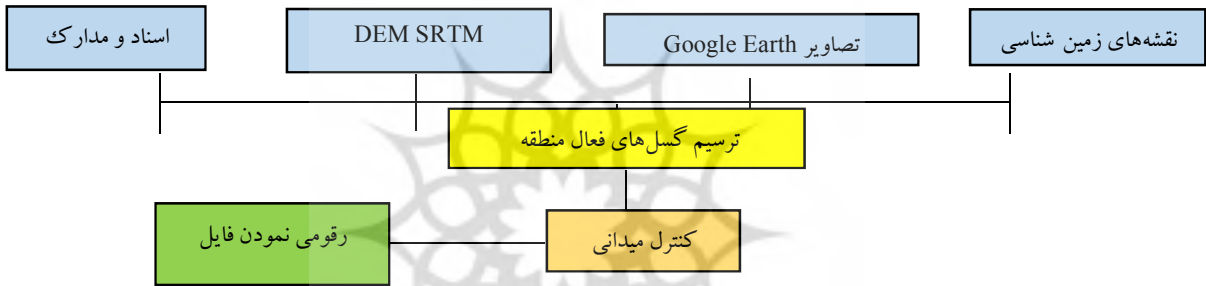 نقشه‌های زمین شناسی
تصاویر Google Earth
DEM SRTM
اسناد و مدارک
ترسیم گسل‌های فعال منطقه
کنترل میدانی
رقومی نمودن فایل